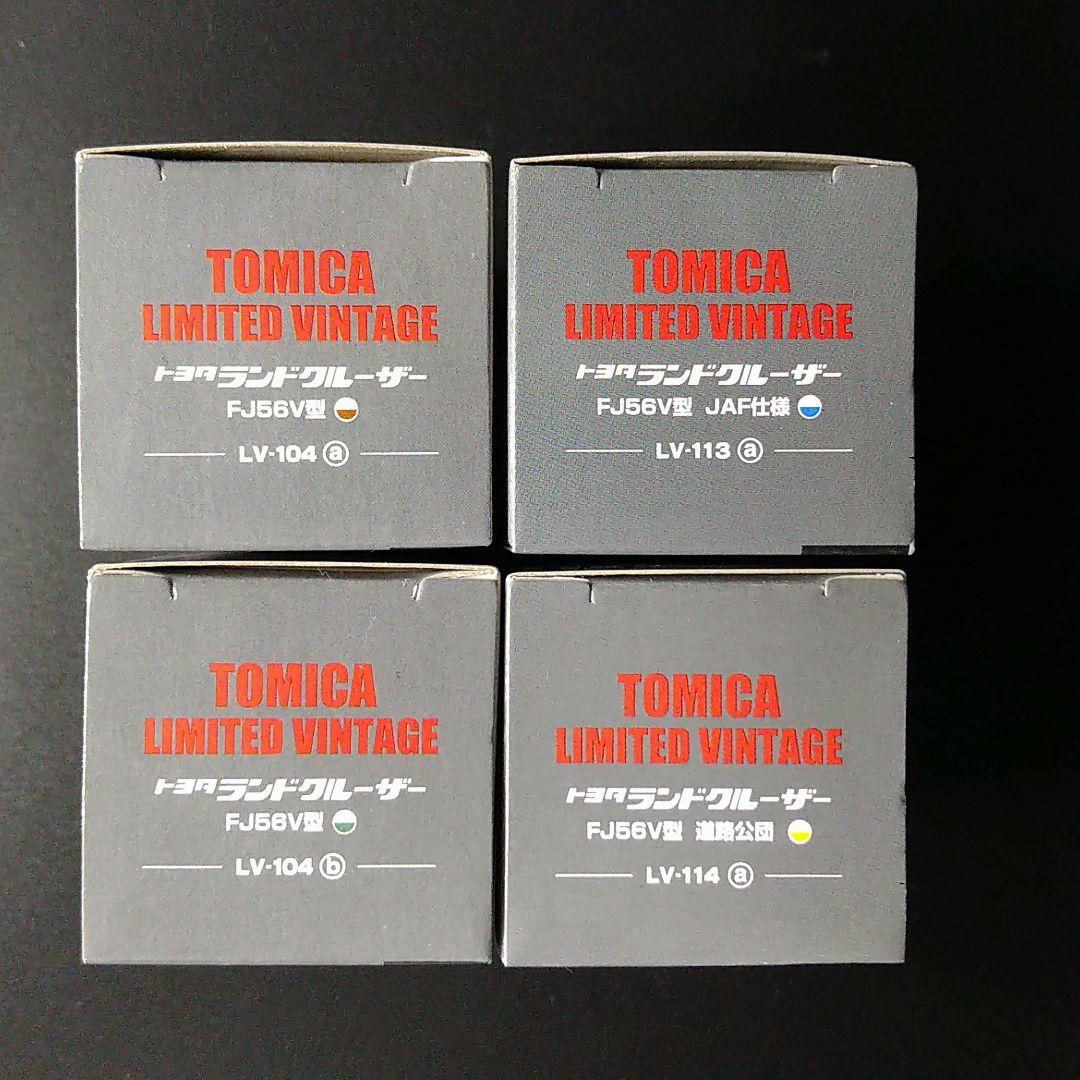 TOMICA
LIMITED VINTAGE
トヨタランドクルーザー
FJ56V型
LV-104 ⓐ
TOMICA
LIMITED VINTAGE
トヨタランドクルーザー
FJ56V型 JAF仕様
LV-113 ⓐ
TOMICA
LIMITED VINTAGE
トヨタランドクルーザー
FJ56V型
LV-104 ⓑ
TOMICA
LIMITED VINTAGE
トヨタランドクルーザー
FJ56V型 道路公団
LV-114 ⓐ